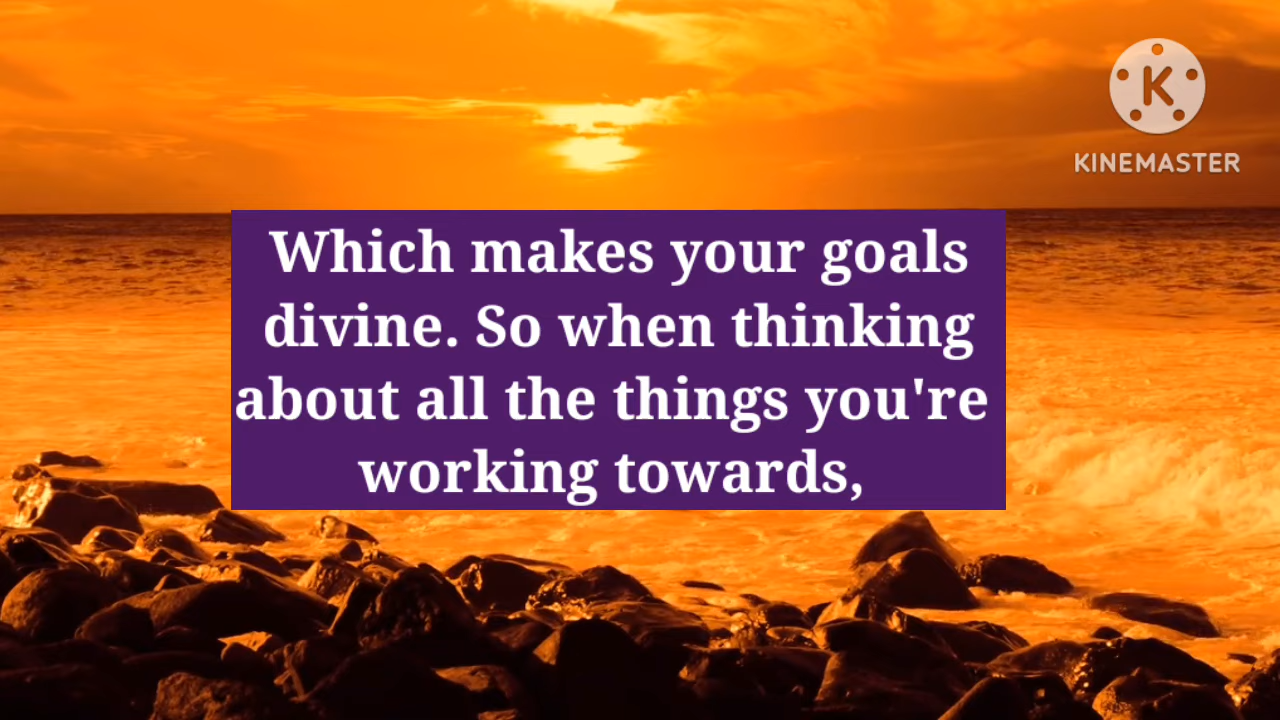 K
KINEMASTER
Which makes your goals
divine. So when thinking
about all the things you're
working towards,